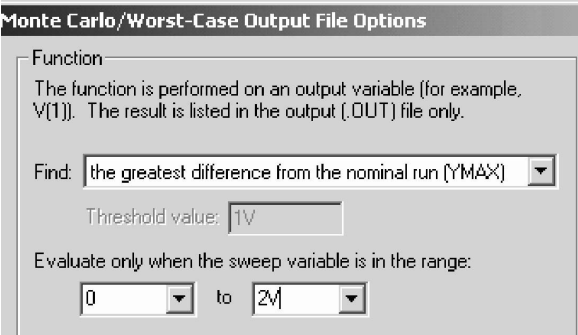 Monte Carlo/Worst-Case Output File Options
Function
The function is performed on an output variable (for example,
V(1)). The result is listed in the output (.OUT) file only.
Find: the greatest difference from the nominal run (YMAX)
Threshold value: 1V
Evaluate only when the sweep variable is in the range:
0 to 2V